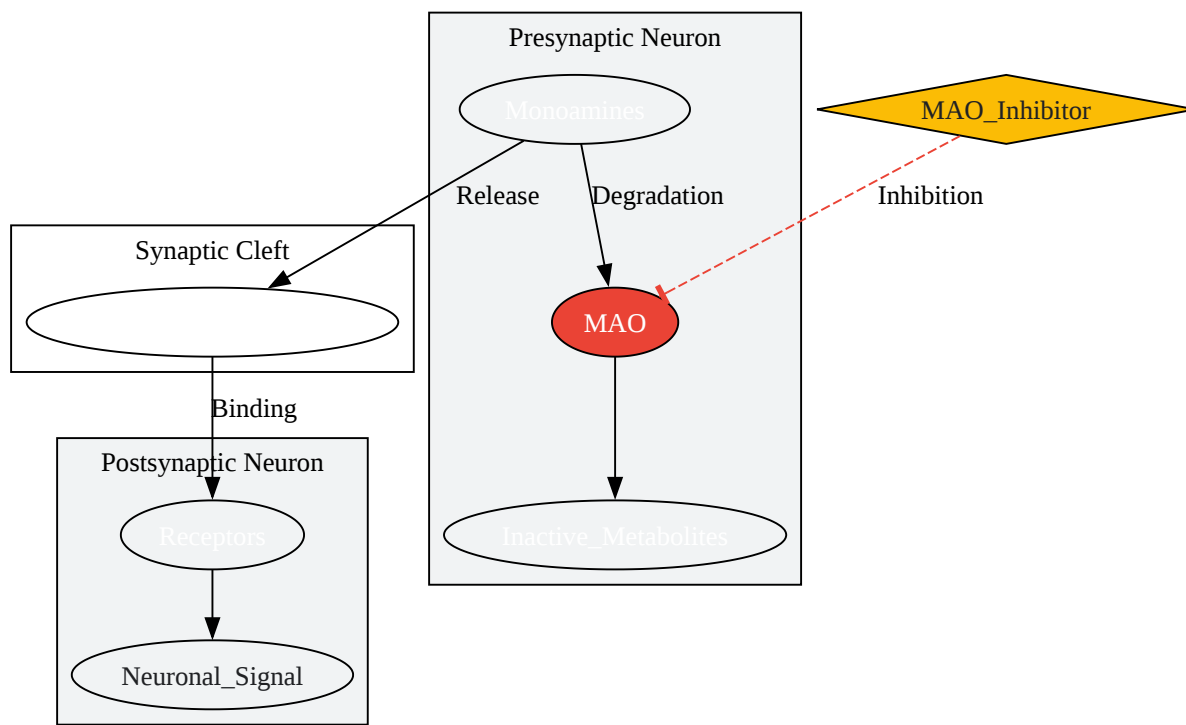 Presynaptic Neuron
Monoamines
MAO_Inhibitor
Release
Degradation
Inhibition
Synaptic Cleft
MAO
Binding
Postsynaptic Neuron
Receptors
Inactive_Metabolites
Neuronal_Signal